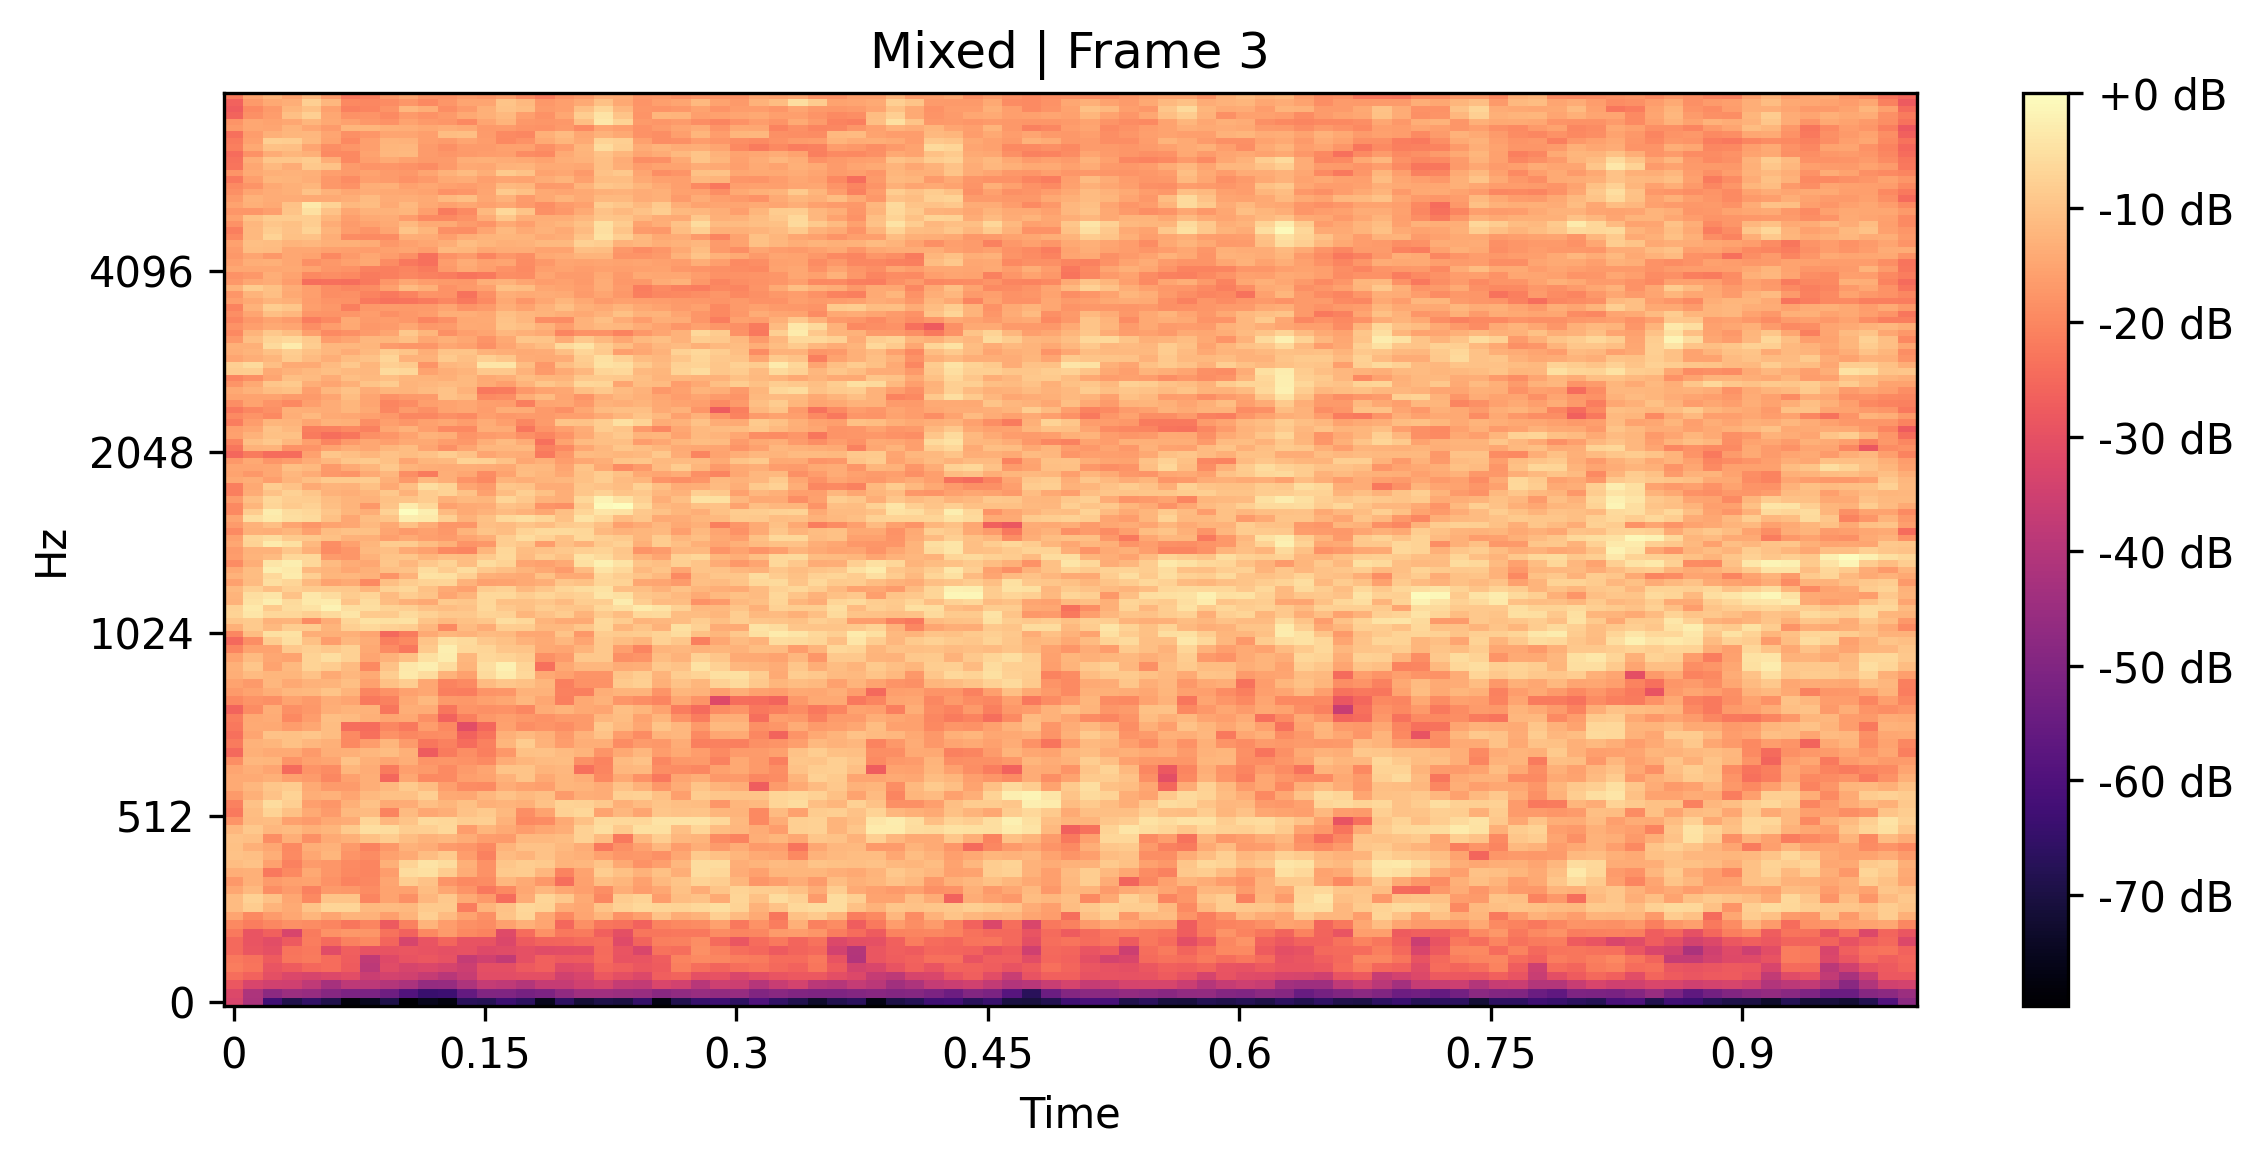 Mixed | Frame 3
+0 dB
-10 dB
-20 dB
-30 dB
-40 dB
-50 dB
-60 dB
-70 dB
Hz
4096
2048
1024
512
0
0 0.15 0.3 0.45 0.6 0.75 0.9
Time